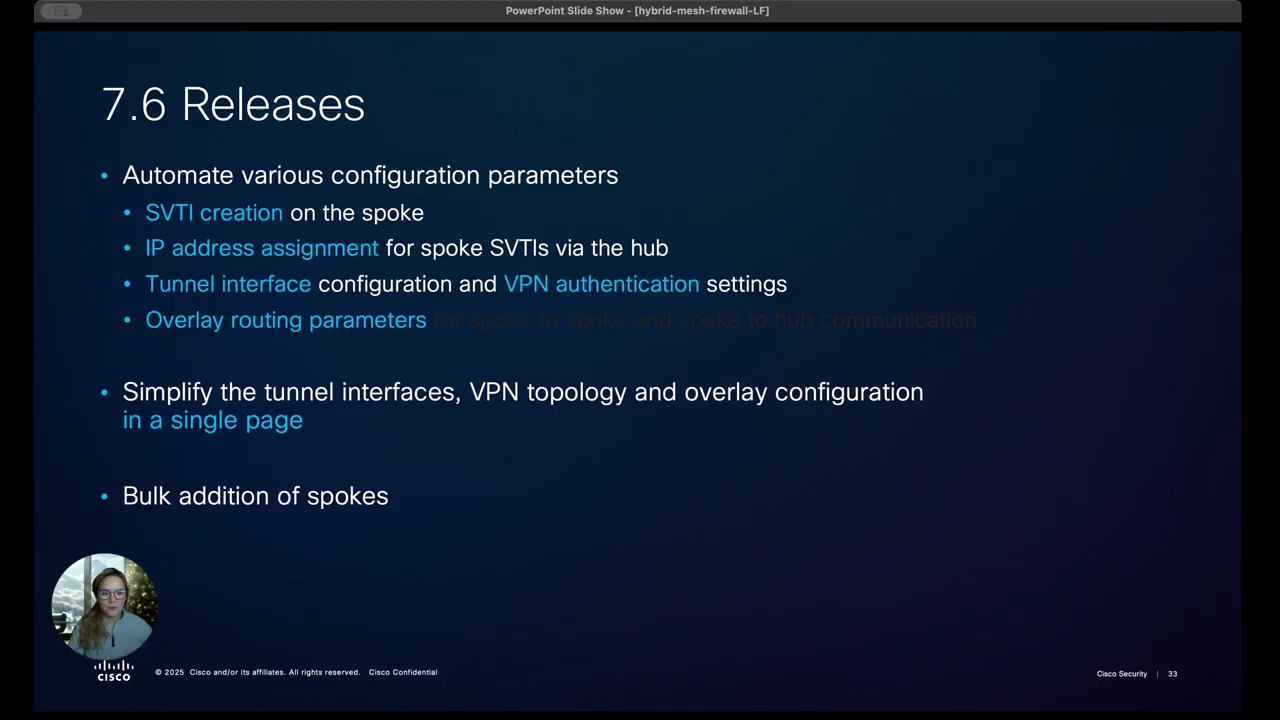 PowerPoint Slide Show - [hybrid-mesh-firewall-LF]
7.6 Releases
• Automate various configuration parameters
• SVTI creation on the spoke
• IP address assignment for spoke SVTIs via the hub
• Tunnel interface configuration and VPN authentication settings
• Overlay routing parameters for spoke to spoke and spoke to hub communication
• Simplify the tunnel interfaces, VPN topology and overlay configuration
in a single page
• Bulk addition of spokes
CISCO
© 2025 Cisco and/or its affiliates. All rights reserved. Cisco Confidential
Cisco Security | 33